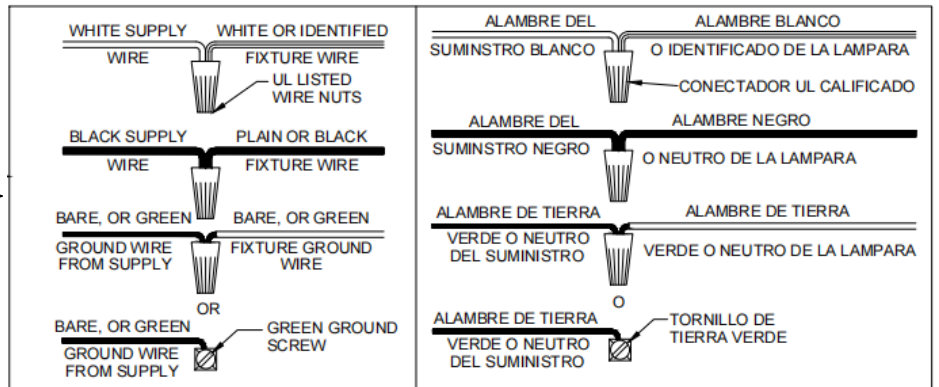 WHITE SUPPLY
WIRE
WHITE OR IDENTIFIED
FIXTURE WIRE
UL LISTED
WIRE NUTS
BLACK SUPPLY
WIRE
PLAIN OR BLACK
FIXTURE WIRE
BARE, OR GREEN
GROUND WIRE
FROM SUPPLY
BARE, OR GREEN
FIXTURE GROUND
WIRE
OR
BARE, OR GREEN
GROUND WIRE
FROM SUPPLY
GREEN GROUND
SCREW
ALAMBRE DEL
SUMINSTRO BLANCO
ALAMBRE BLANCO
O IDENTIFICADO DE LA LAMPARA
CONECTADOR UL CALIFICADO
ALAMBRE DEL
SUMINSTRO NEGRO
ALAMBRE NEGRO
O NEUTRO DE LA LAMPARA
ALAMBRE DE TIERRA
VERDE O NEUTRO
DEL SUMINISTRO
ALAMBRE DE TIERRA
VERDE O NEUTRO DE LA LAMPARA
O
ALAMBRE DE TIERRA
VERDE O NEUTRO
DEL SUMINISTRO
TORNILLO DE
TIERRA VERDE